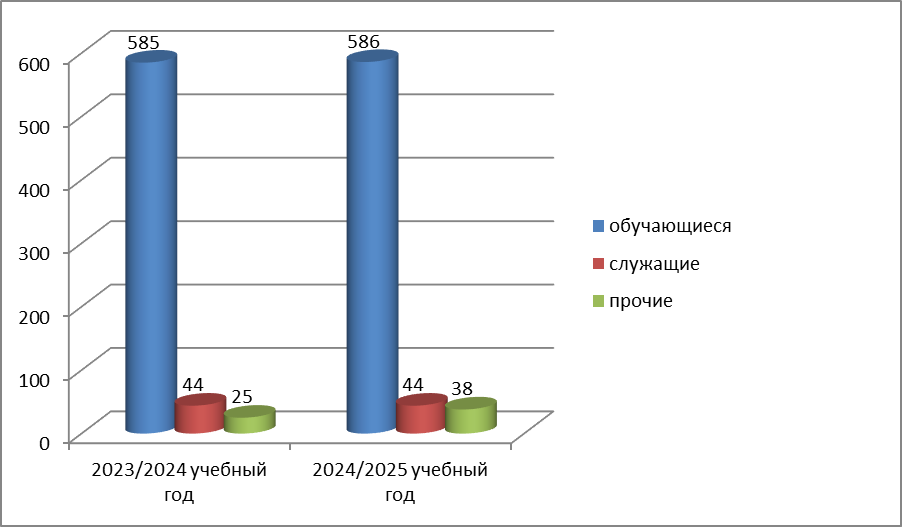 585
586
600
500
400
300
200
100
0
44
25
44
38
2023/2024 учебный
год
2024/2025 учебный
год
обучающиеся
служащие
прочие